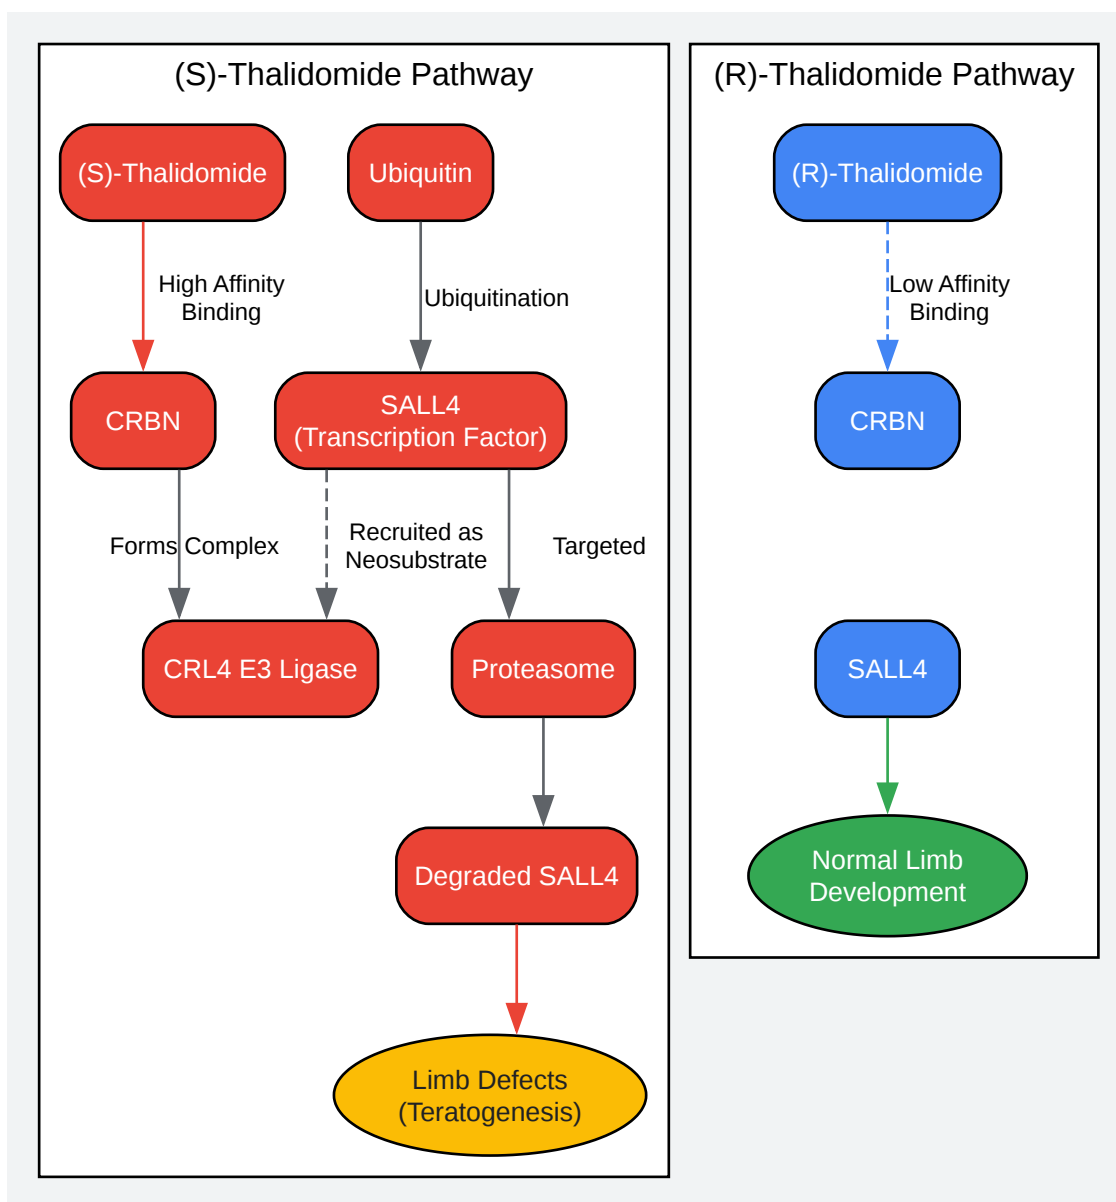 (S)-Thalidomide Pathway
(S)-Thalidomide
Ubiquitin
High Affinity
Binding
Ubiquitination
CRBN
SALL4
(Transcription Factor)
Forms Complex
Recruited as
Neosubstrate
Targeted
CRL4 E3 Ligase
Proteasome
Degraded SALL4
Limb Defects
(Teratogenesis)
(R)-Thalidomide Pathway
(R)-Thalidomide
Low Affinity
Binding
CRBN
SALL4
Normal Limb
Development